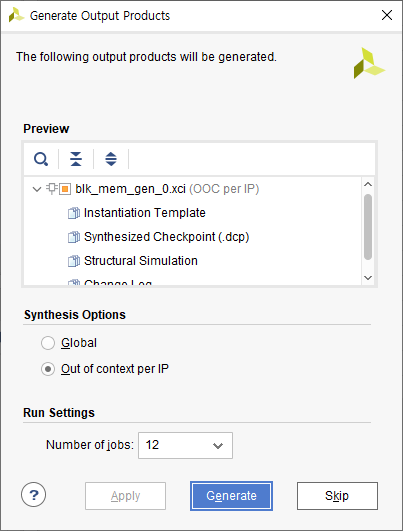 Generate Output Products
The following output products will be generated.
Preview
blk_mem_gen_0.xci (OOC per IP)
Instantiation Template
Synthesized Checkpoint (.dcp)
Structural Simulation
Change Log
Synthesis Options
Global
Out of context per IP
Run Settings
Number of jobs: 12
? Apply Generate Skip